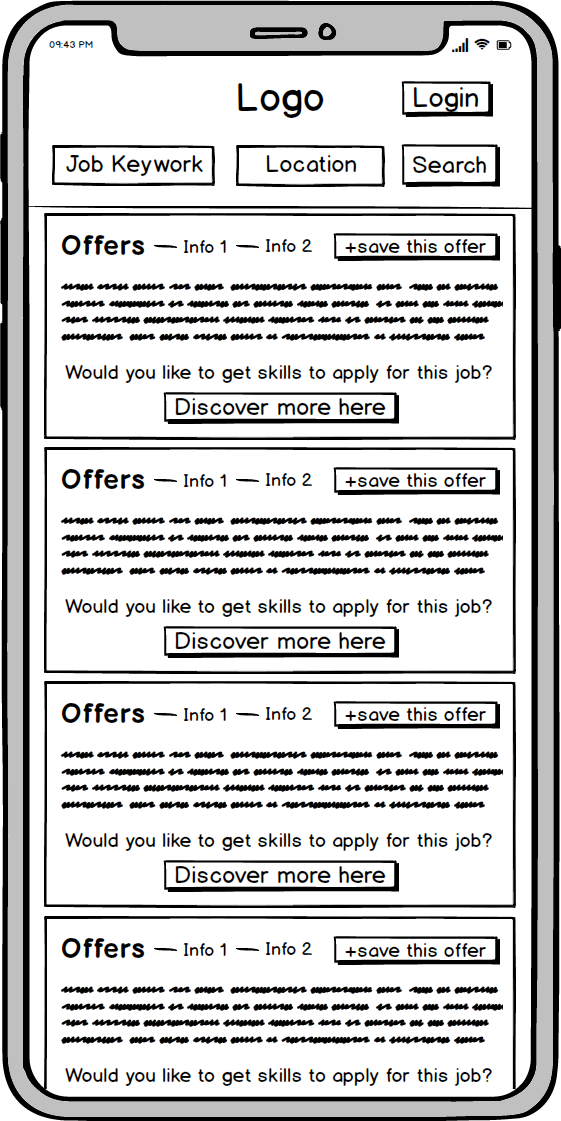 09:43 PM
Logo
Login
Job Keywork
Location
Search
Offers — Info 1 — Info 2
+save this offer
Would you like to get skills to apply for this job?
Discover more here
Offers — Info 1 — Info 2
+save this offer
Would you like to get skills to apply for this job?
Discover more here
Offers — Info 1 — Info 2
+save this offer
Would you like to get skills to apply for this job?
Discover more here
Offers — Info 1 — Info 2
+save this offer
Would you like to get skills to apply for this job?